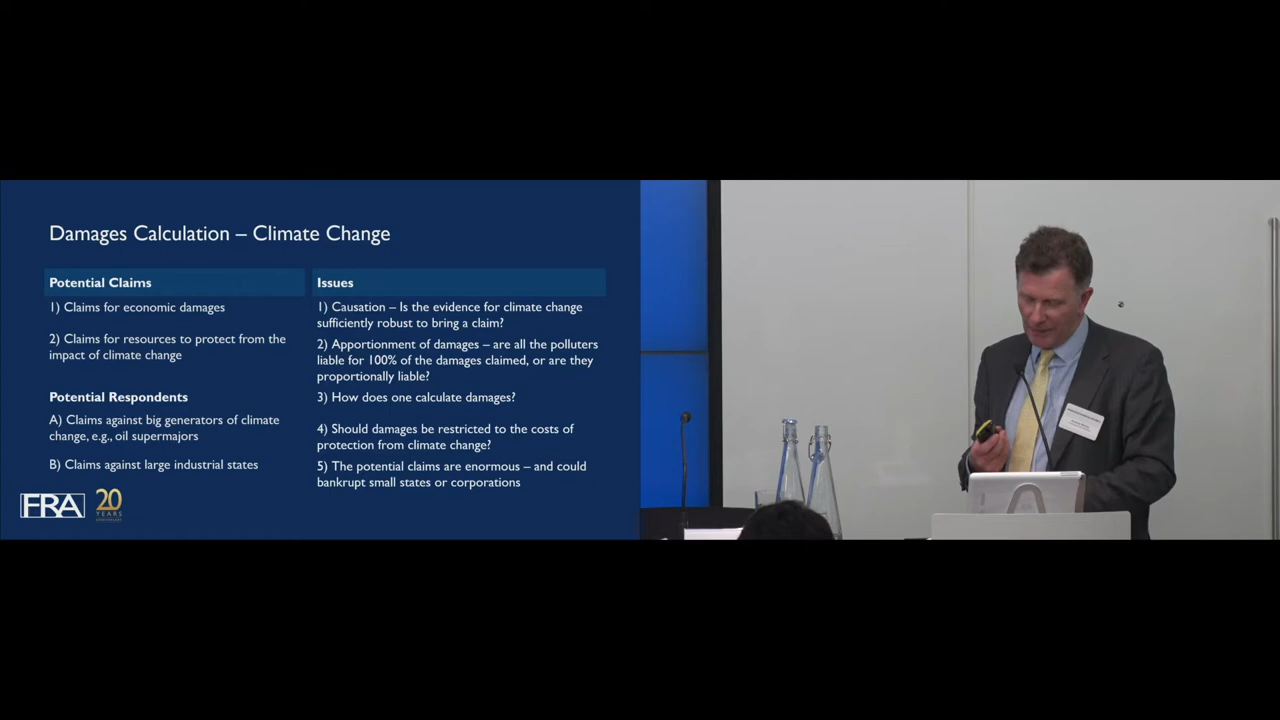 Damages Calculation – Climate Change
Potential Claims
1) Claims for economic damages
2) Claims for resources to protect from the
impact of climate change
Potential Respondents
A) Claims against big generators of climate
change, e.g., oil supermajors
B) Claims against large industrial states
Issues
1) Causation – Is the evidence for climate change
sufficiently robust to bring a claim?
2) Apportionment of damages – are all the polluters
liable for 100% of the damages claimed, or are they
proportionally liable?
3) How does one calculate damages?
4) Should damages be restricted to the costs of
protection from climate change?
5) The potential claims are enormous – and could
bankrupt small states or corporations
FRA
20
YEARS
ANNIVERSARY